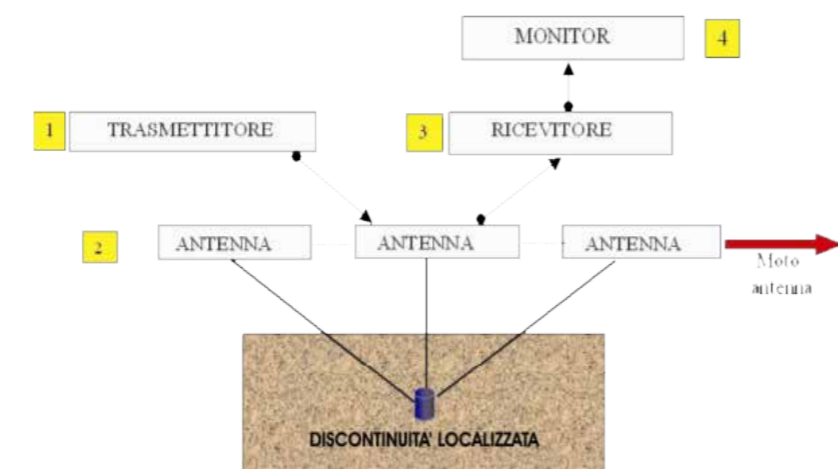 MONITOR
4
1
TRASMETTITORE
3
RICEVITORE
2
ANTENNA
ANTENNA
ANTENNA
Moto
antenna
DISCONTINUITA' LOCALIZZATA